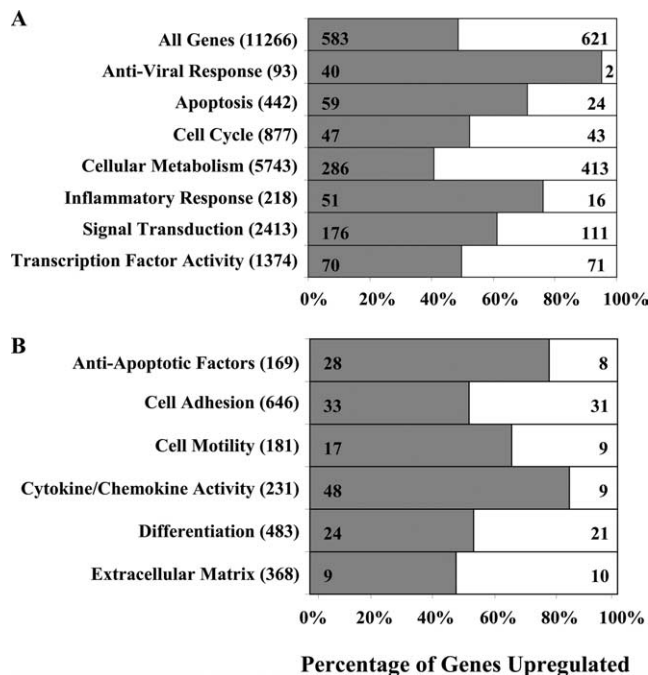 A
All Genes (11266) 583 621
Anti-Viral Response (93) 40 2
Apoptosis (442) 59 24
Cell Cycle (877) 47 43
Cellular Metabolism (5743) 286 413
Inflammatory Response (218) 51 16
Signal Transduction (2413) 176 111
Transcription Factor Activity (1374) 70 71
0% 20% 40% 60% 80% 100%
B
Anti-Apoptotic Factors (169) 28 8
Cell Adhesion (646) 33 31
Cell Motility (181) 17 9
Cytokine/Chemokine Activity (231) 48 9
Differentiation (483) 24 21
Extracellular Matrix (368) 9 10
0% 20% 40% 60% 80% 100%
Percentage of Genes Upregulated